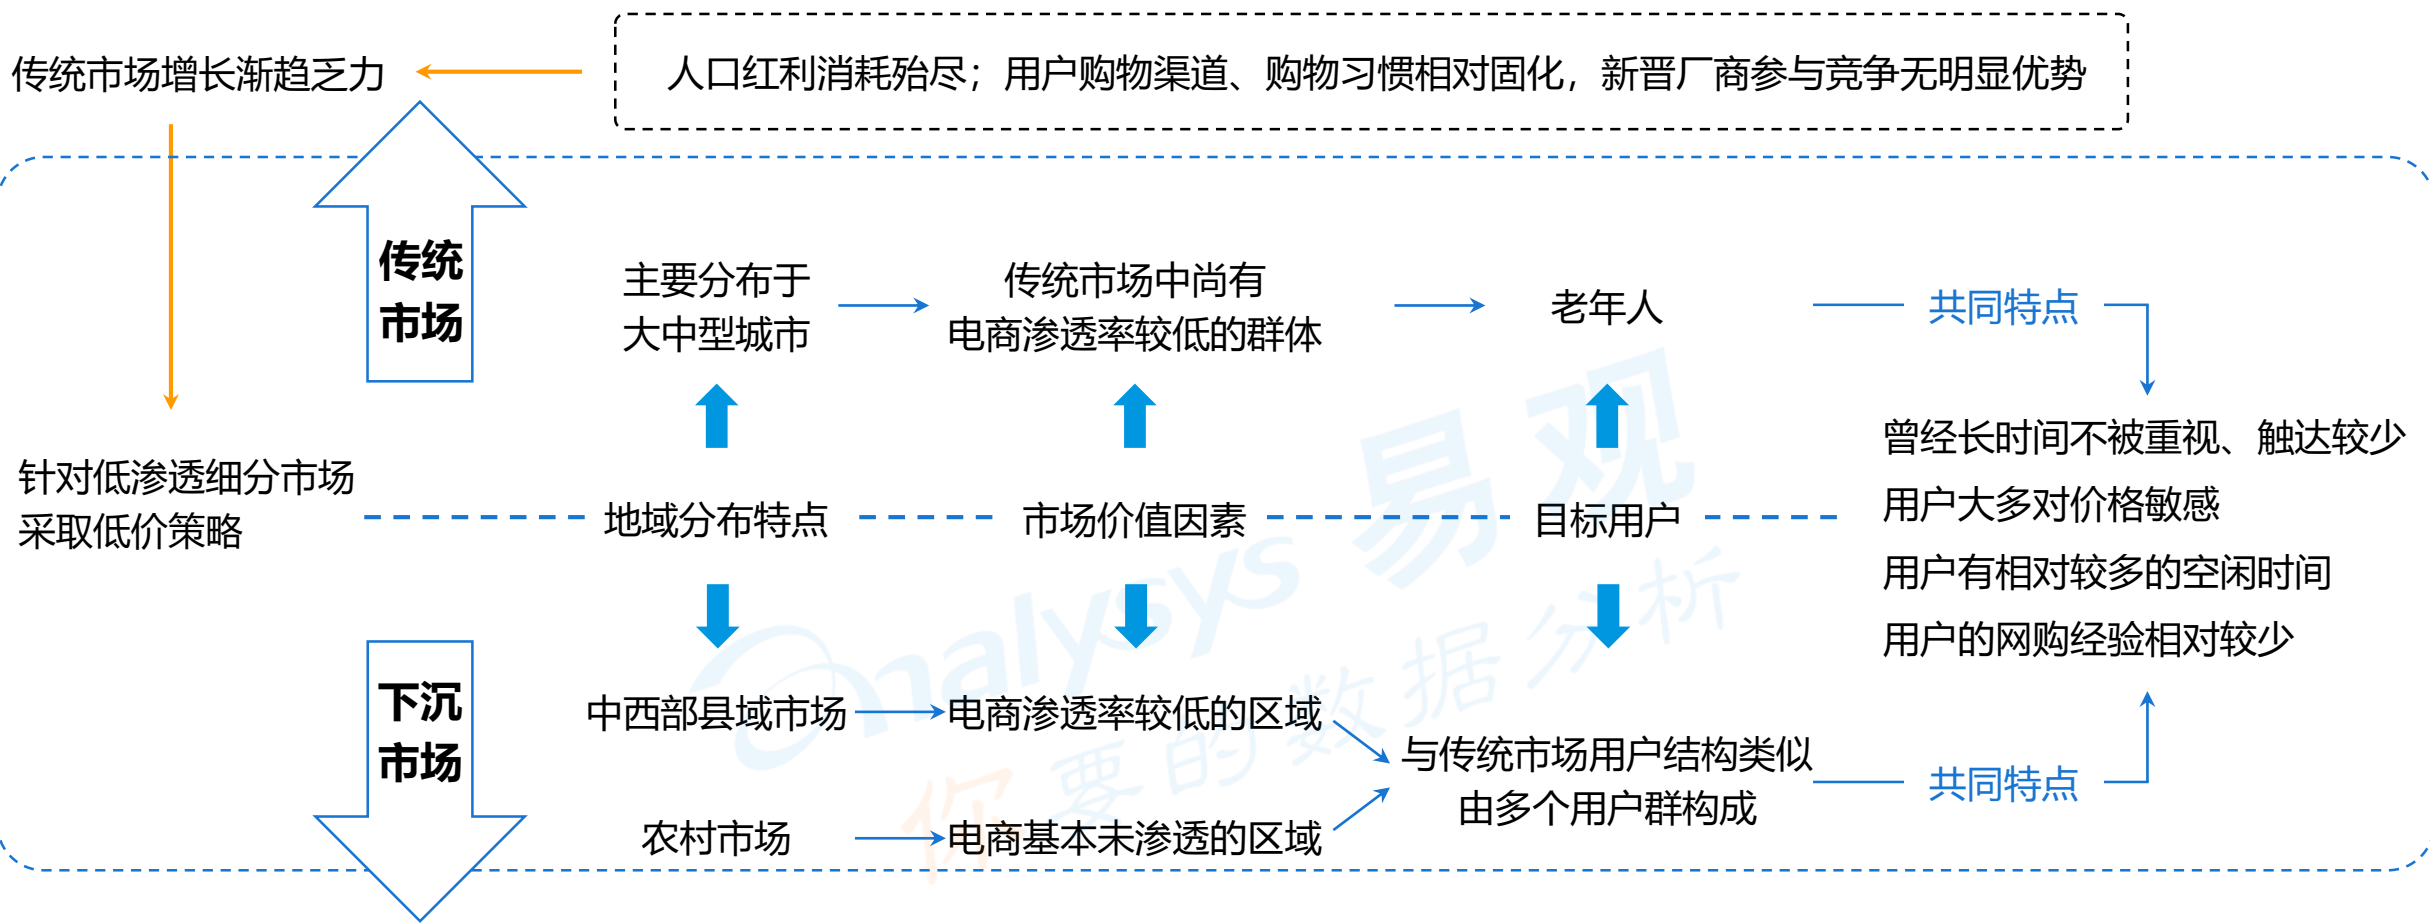 传统市场增长渐趋乏力
人口红利消耗殆尽；用户购物渠道、购物习惯相对固化，新晋厂商参与竞争无明显优势
传统
市场
主要分布于
大中型城市
传统市场中尚有
电商渗透率较低的群体
老年人
共同特点
针对低渗透细分市场
采取低价策略
地域分布特点
市场价值因素
目标用户
曾经长时间不被重视、触达较少
用户大多对价格敏感
用户有相对较多的空闲时间
用户的网购经验相对较少
下沉
市场
中西部县域市场
电商渗透率较低的区域
农村市场
电商基本未渗透的区域
与传统市场用户结构类似
由多个用户群构成
共同特点
analysys 易观
你要的数据分析